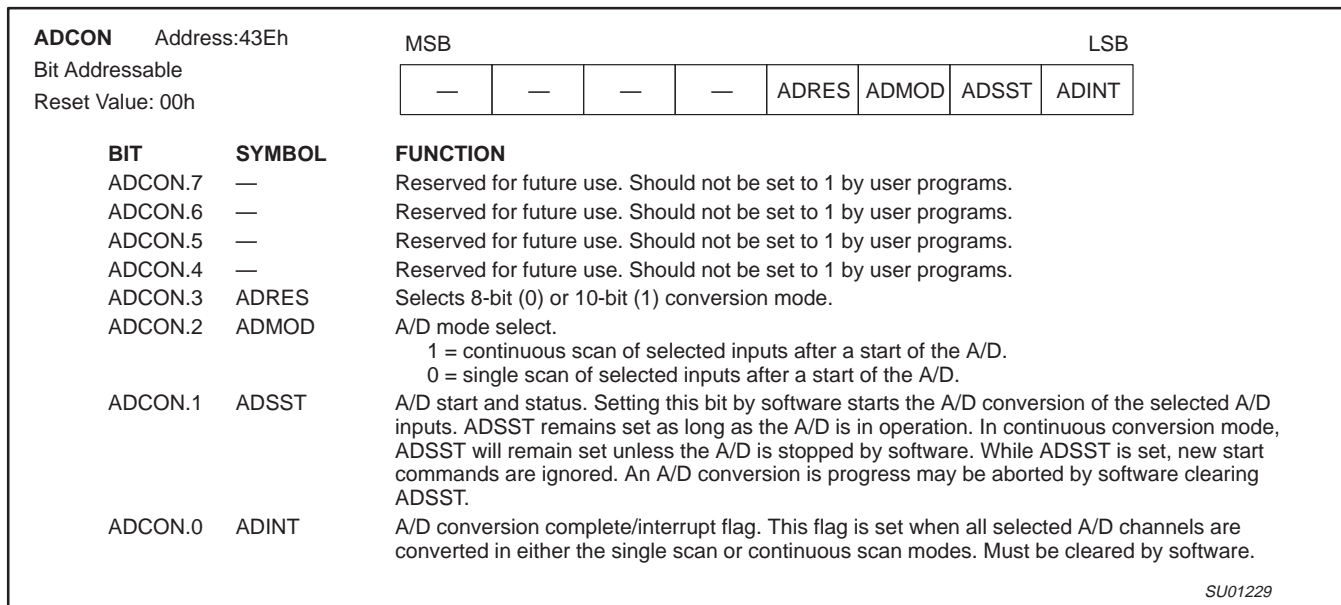 ADCON Address:43Eh MSB LSB
Bit Addressable
Reset Value: 00h
— — — — ADRES ADMOD ADSST ADINT
BIT SYMBOL FUNCTION
ADCON.7 — Reserved for future use. Should not be set to 1 by user programs.
ADCON.6 — Reserved for future use. Should not be set to 1 by user programs.
ADCON.5 — Reserved for future use. Should not be set to 1 by user programs.
ADCON.4 — Reserved for future use. Should not be set to 1 by user programs.
ADCON.3 ADRES Selects 8-bit (0) or 10-bit (1) conversion mode.
ADCON.2 ADMOD A/D mode select.
1 = continuous scan of selected inputs after a start of the A/D.
0 = single scan of selected inputs after a start of the A/D.
ADCON.1 ADSST A/D start and status. Setting this bit by software starts the A/D conversion of the selected A/D
inputs. ADSST remains set as long as the A/D is in operation. In continuous conversion mode,
ADSST will remain set unless the A/D is stopped by software. While ADSST is set, new start
commands are ignored. An A/D conversion is progress may be aborted by software clearing
ADSST.
ADCON.0 ADINT A/D conversion complete/interrupt flag. This flag is set when all selected A/D channels are
converted in either the single scan or continuous scan modes. Must be cleared by software.
SU01229